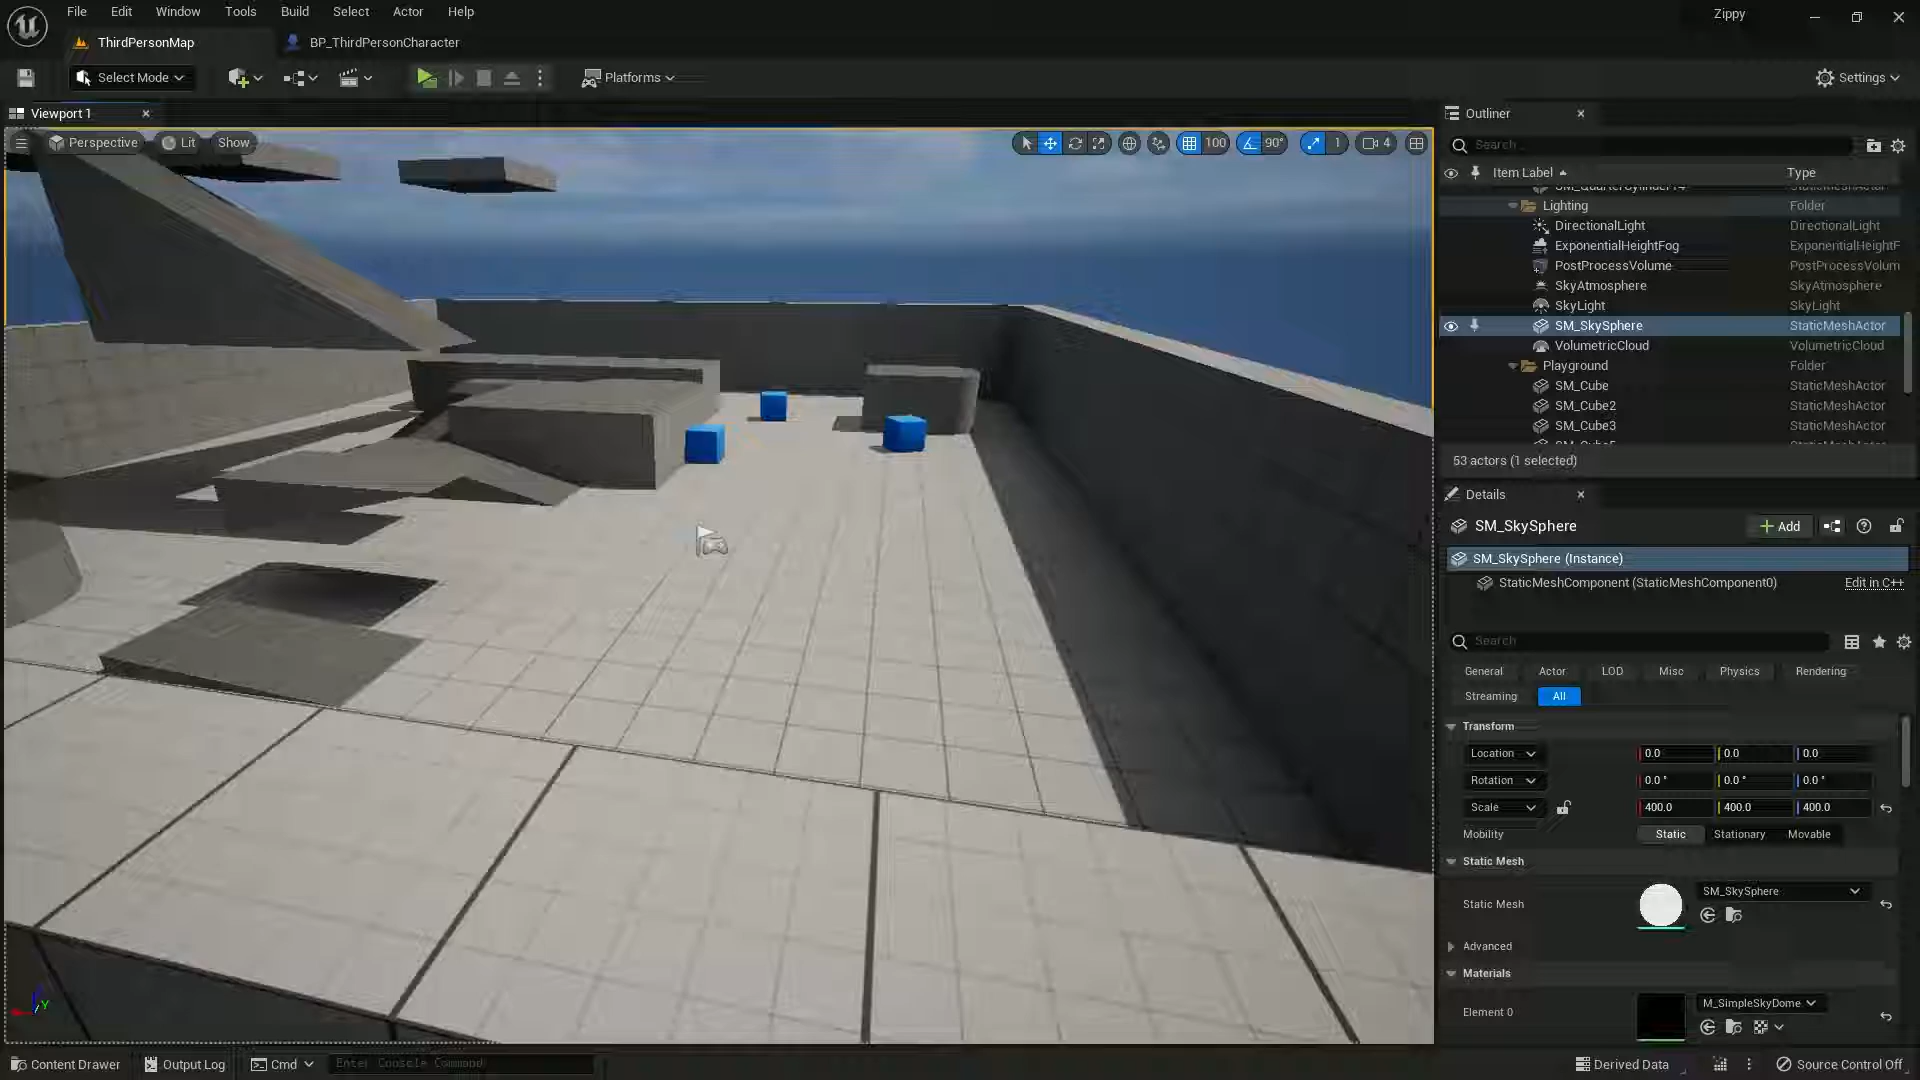 File Edit Window Tools Build Select Actor Help
Zippy
ThirdPersonMap
BP_ThirdPersonCharacter
Select Mode
Platforms
Settings
Viewport 1
Perspective Lit Show
100 90° 1 4
Outliner
Search...
Item Label Type
Lighting Folder
DirectionalLight DirectionalLight
ExponentialHeightFog ExponentialHeightF
PostProcessVolume PostProcessVolum
SkyAtmosphere SkyAtmosphere
SkyLight SkyLight
SM_SkySphere StaticMeshActor
VolumetricCloud VolumetricCloud
Playground Folder
SM_Cube StaticMeshActor
SM_Cube2 StaticMeshActor
SM_Cube3 StaticMeshActor
53 actors (1 selected)
Details
SM_SkySphere
Add
SM_SkySphere (Instance)
StaticMeshComponent (StaticMeshComponent0) Edit in C++
Search
General Actor LOD Misc Physics Rendering
Streaming All
Transform
Location 0.0 0.0 0.0
Rotation 0.0 ° 0.0 ° 0.0 °
Scale 400.0 400.0 400.0
Mobility Static Stationary Movable
Static Mesh
Static Mesh SM_SkySphere
Advanced
Materials
Element 0 M_SimpleSkyDome
Y
Content Drawer Output Log Cmd Enter Console Command
Derived Data Source Control Off